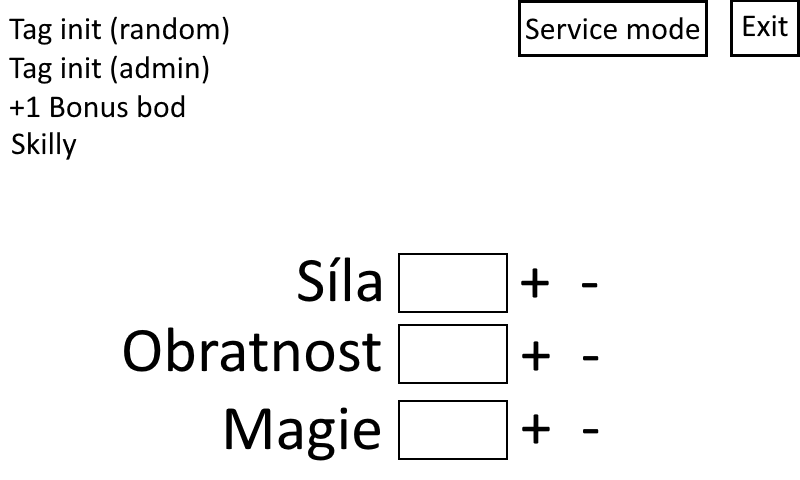 Tag init (random)
Service mode
Exit
Tag init (admin)
+1 Bonus bod
Skilly
Síla + -
Obratnost + -
Magie + -